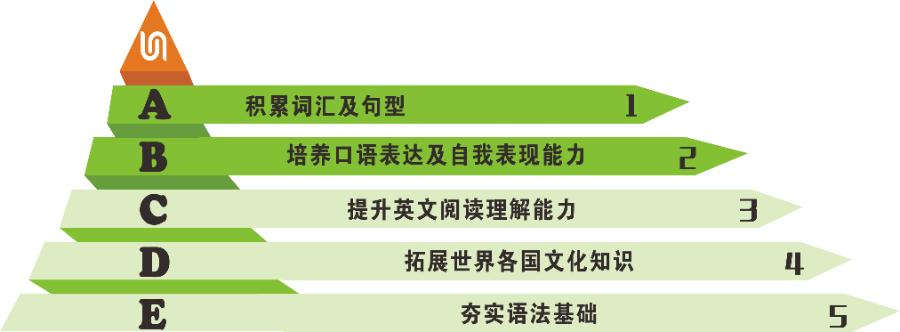 A 积累词汇及句型 1
B 培养口语表达及自我表现能力 2
C 提升英文阅读理解能力 3
D 拓展世界各国文化知识 4
E 夯实语法基础 5